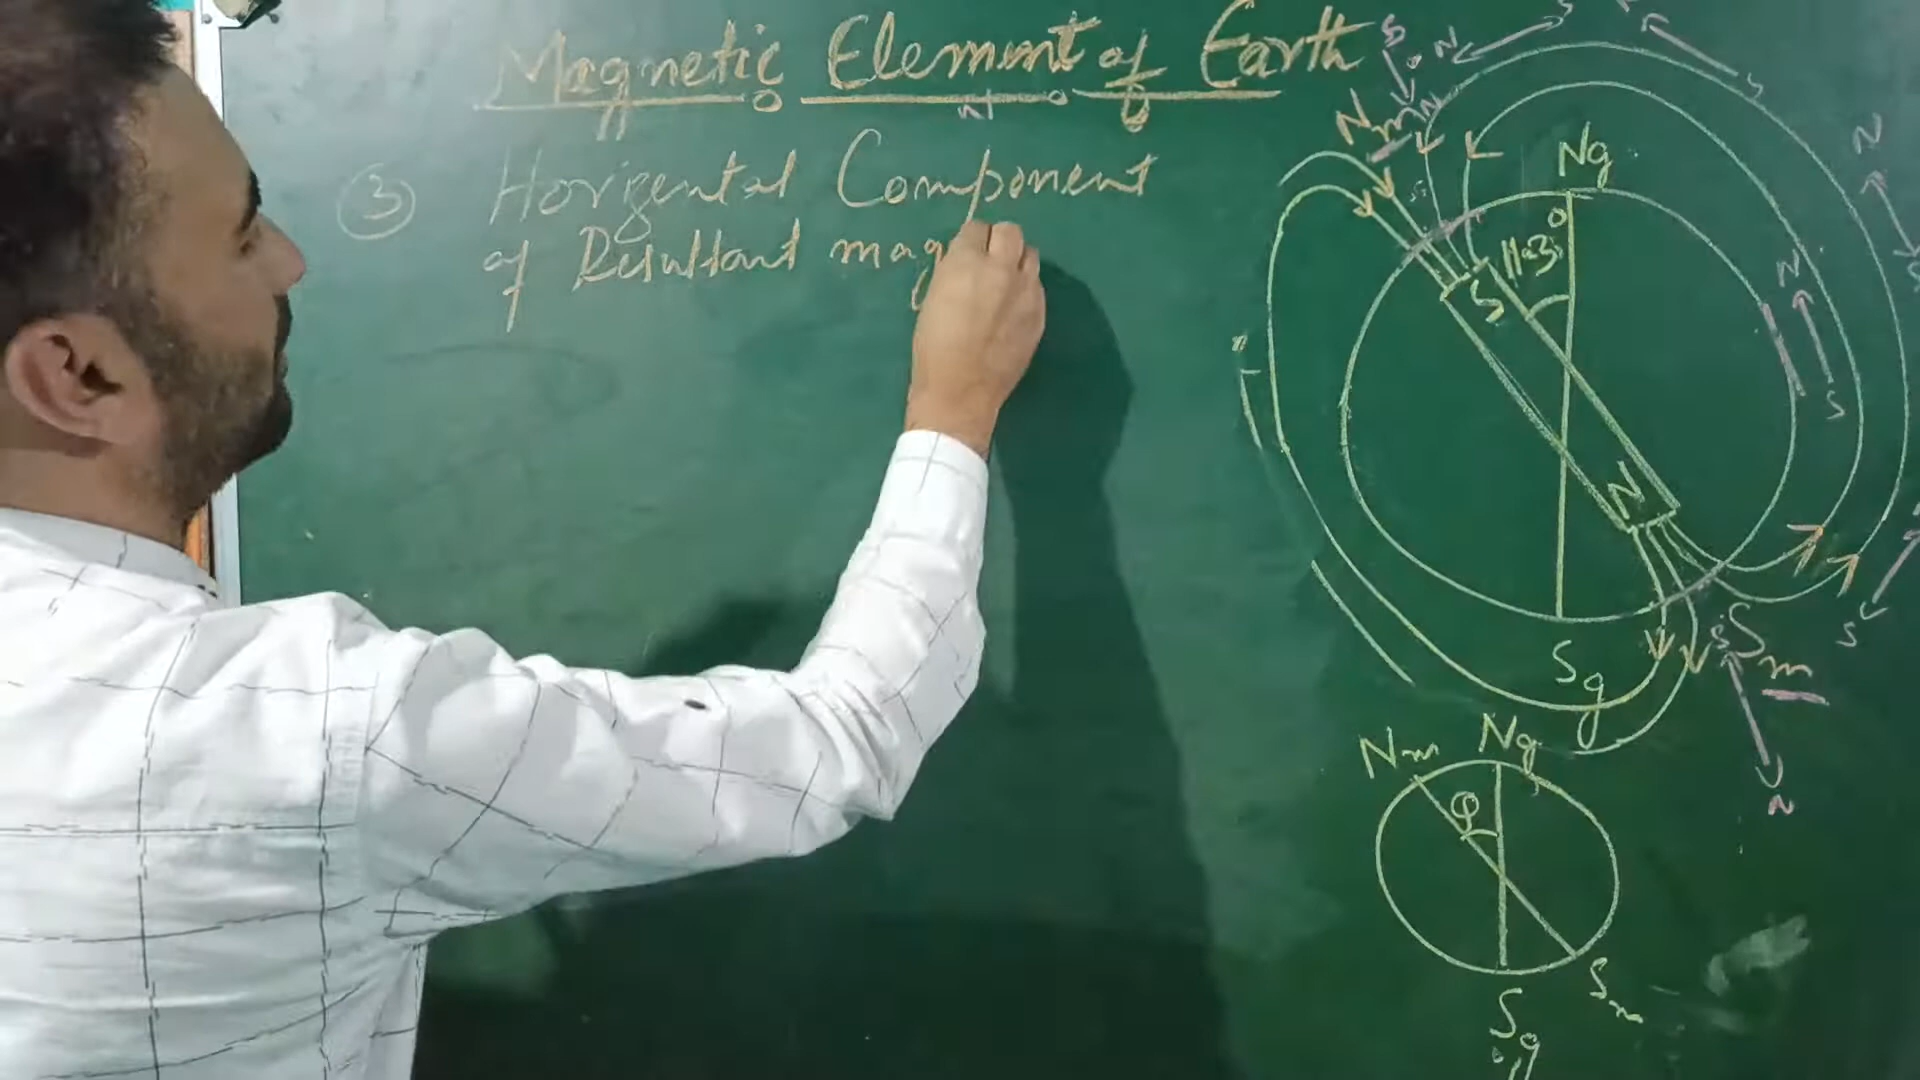 Magnetic Element of Earth
③ Horizental Component
of Resultant mag
Nm
Ng
11.3°
S
N
Sg
Sm
N
S
N
S
N
S
N
S
S
N
Nm Ng
φ
Sm
Sg